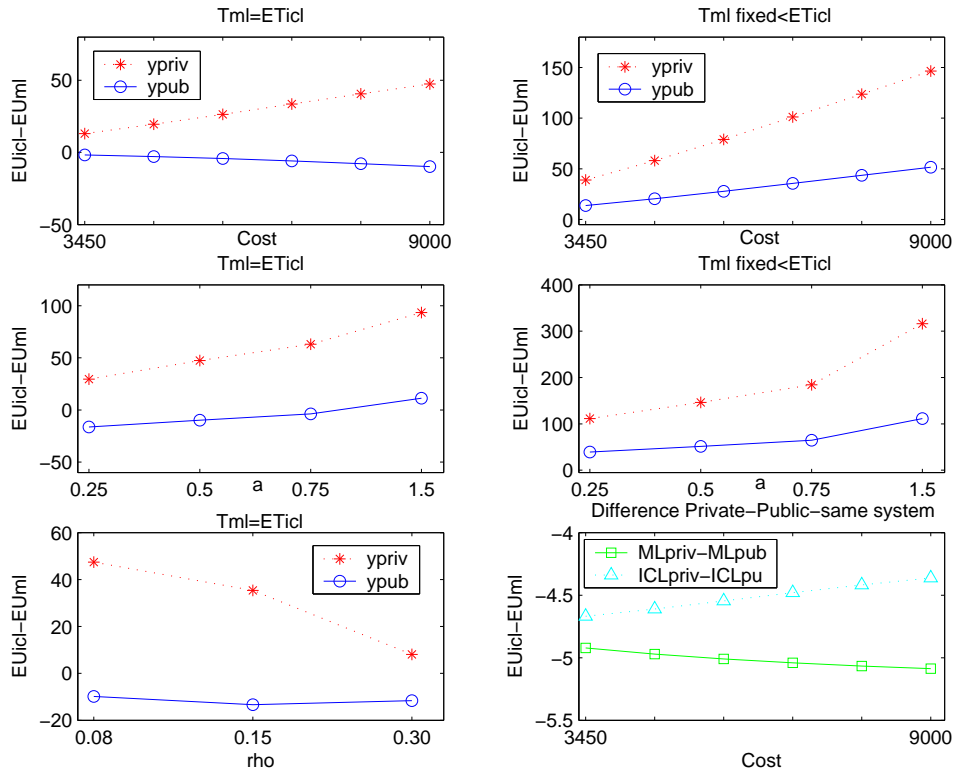 Tml=ETicl
EUicl−EUml
50
0
−50
ypriv
ypub
3450
Cost
9000
Tml fixed<ETicl
EUicl−EUml
150
100
50
0
ypriv
ypub
3450
Cost
9000
Tml=ETicl
EUicl−EUml
100
50
0
−50
0.25
0.5
a
0.75
1.5
Tml fixed<ETicl
EUicl−EUml
400
300
200
100
0
0.25
0.5
a
0.75
1.5
Tml=ETicl
EUicl−EUml
60
40
20
0
−20
ypriv
ypub
0.08
0.15
0.30
rho
Difference Private−Public−same system
EUicl−EUml
−4
−4.5
−5
−5.5
MLpriv−MLpub
ICLpriv−ICLpu
3450
9000
Cost